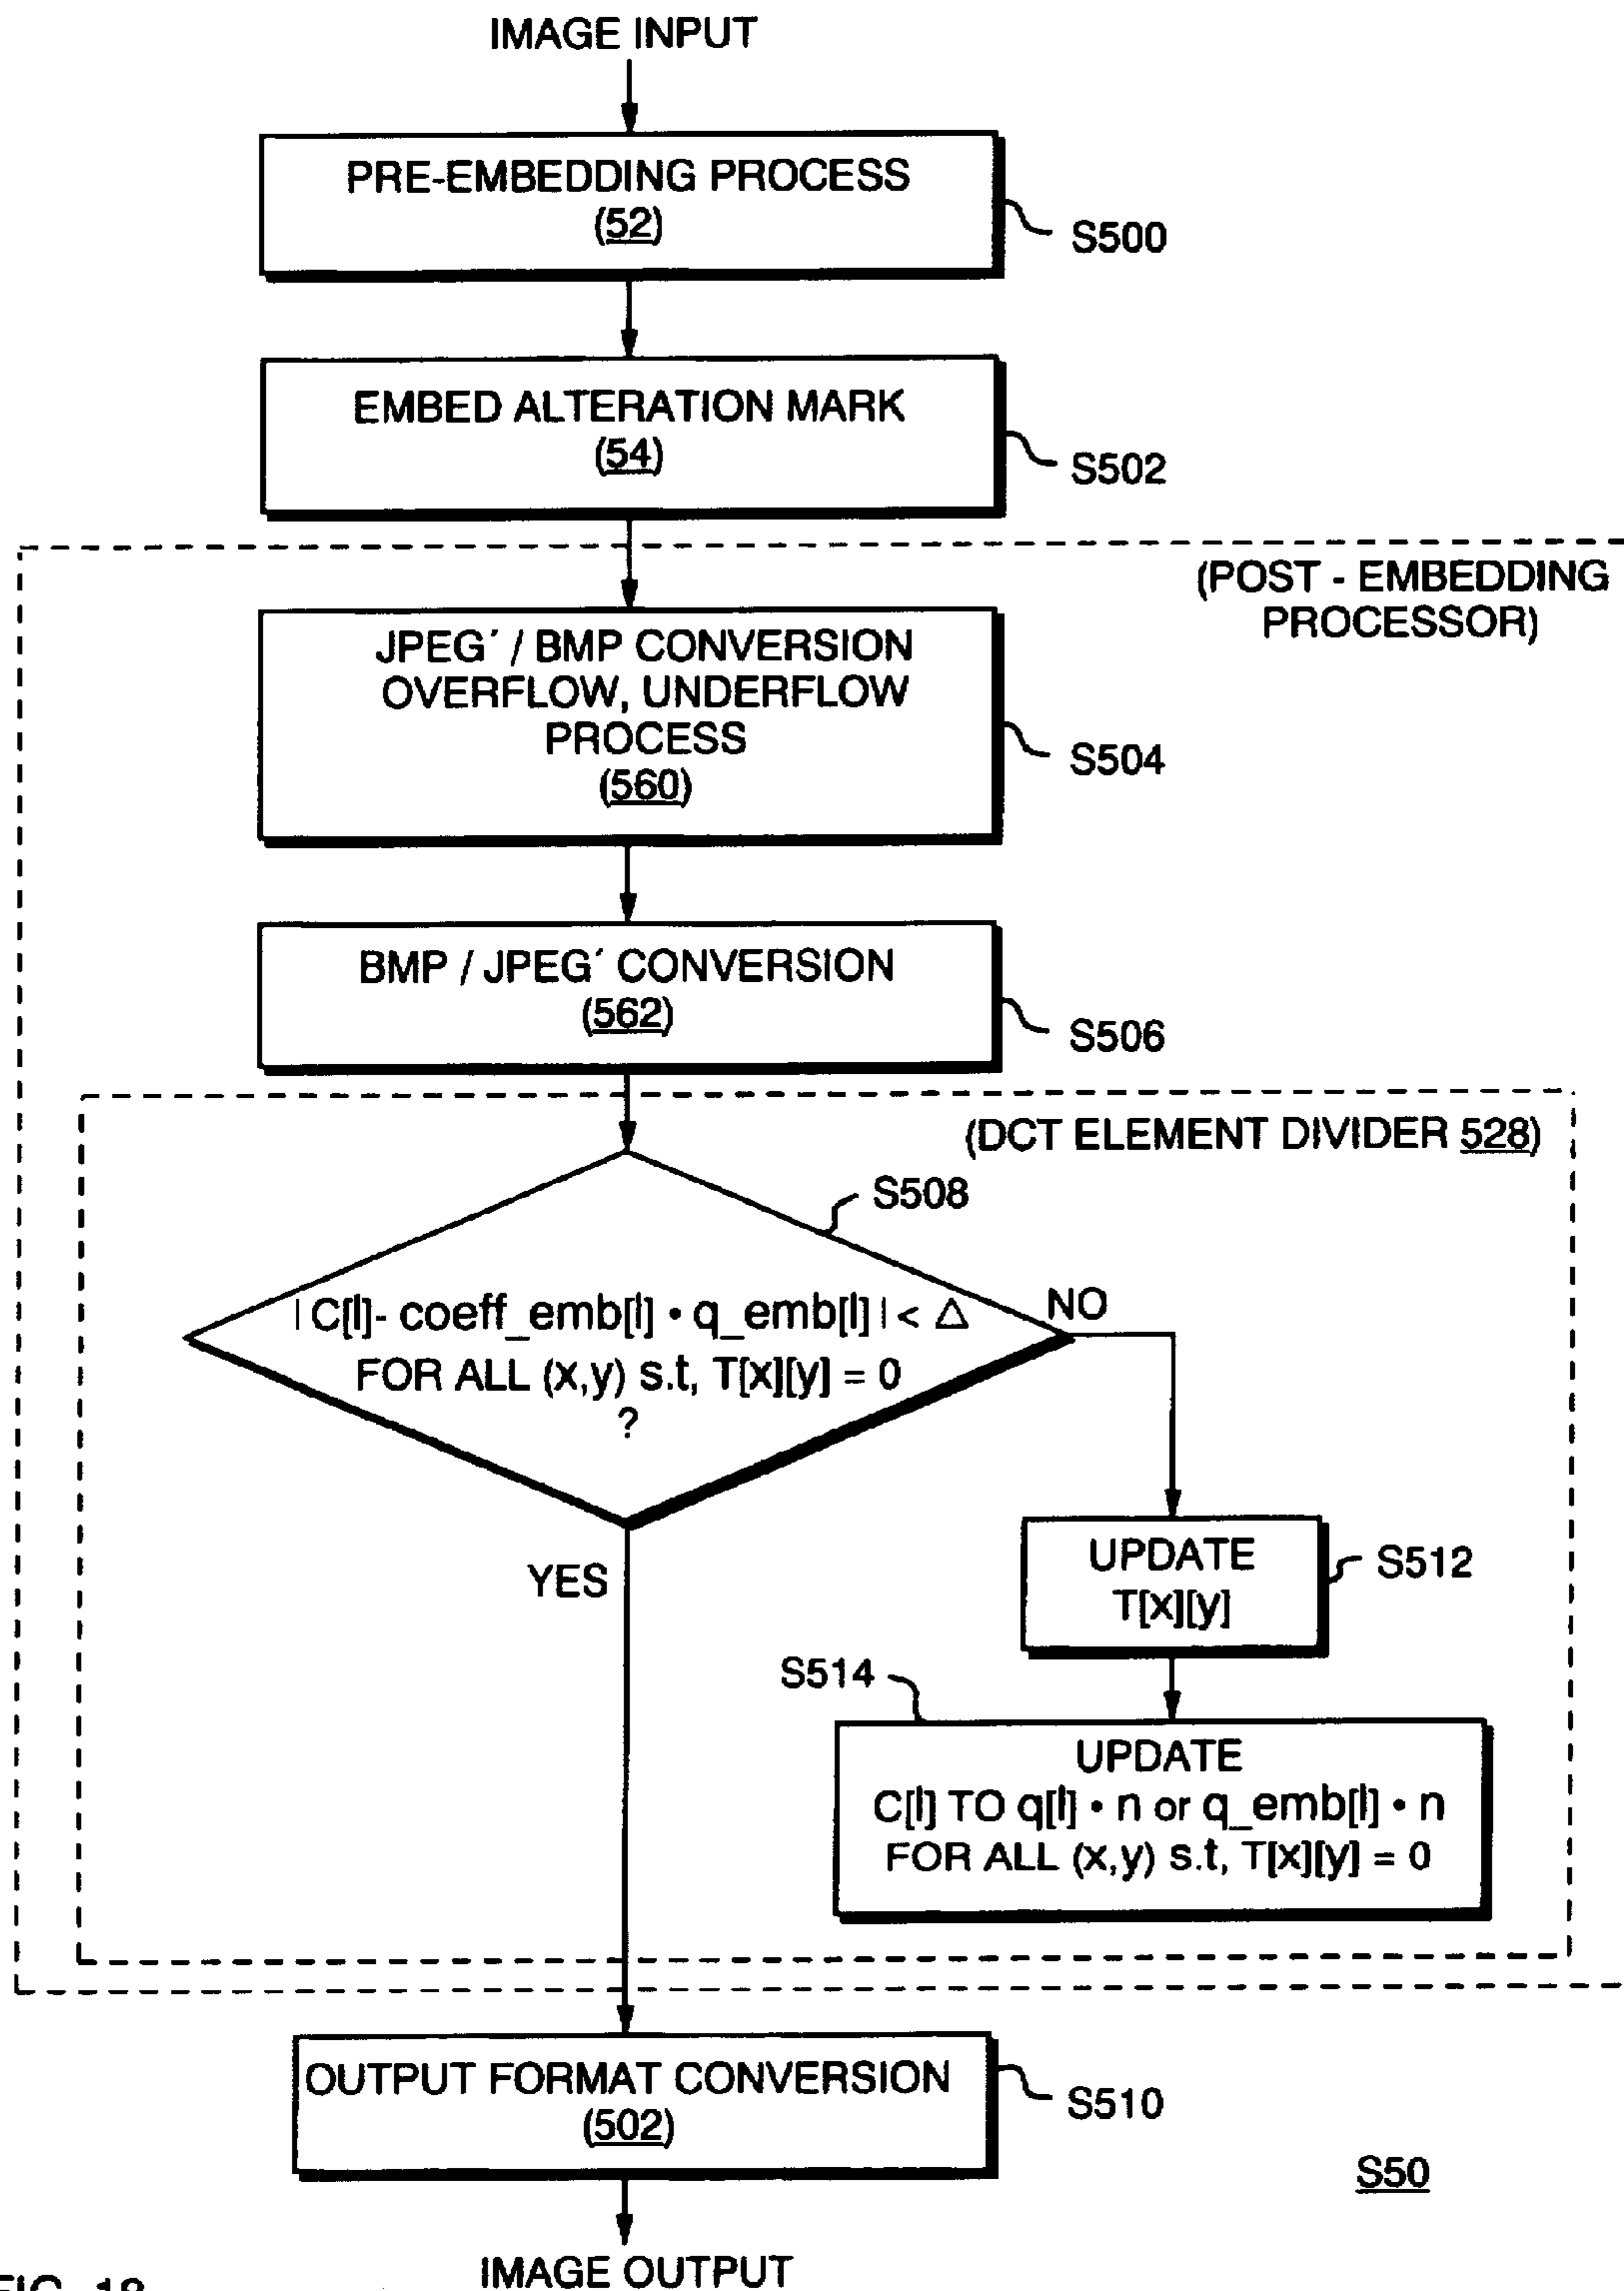 IMAGE INPUT
PRE-EMBEDDING PROCESS
(52)
S500
EMBED ALTERATION MARK
(54)
S502
(POST - EMBEDDING
PROCESSOR)
JPEG´ / BMP CONVERSION
OVERFLOW, UNDERFLOW
PROCESS
(560)
S504
BMP / JPEG´ CONVERSION
(562)
S506
(DCT ELEMENT DIVIDER 528)
S508
| C[I]- coeff_emb[I] • q_emb[I] | < △
FOR ALL (x,y) s.t, T[x][y] = 0
?
NO
YES
UPDATE
T[x][y]
S512
S514
UPDATE
C[I] TO q[I] • n or q_emb[I] • n
FOR ALL (x,y) s.t, T[x][y] = 0
OUTPUT FORMAT CONVERSION
(502)
S510
S50
IMAGE OUTPUT